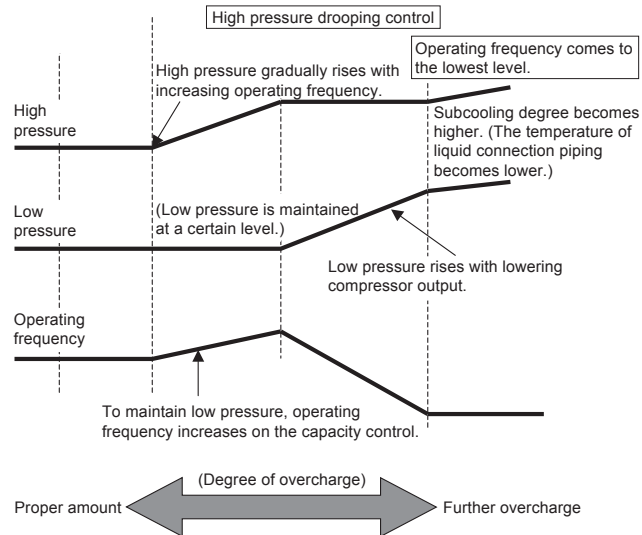 High pressure drooping control
Operating frequency comes to
the lowest level.
High pressure gradually rises with
increasing operating frequency.
High
pressure
Subcooling degree becomes
higher. (The temperature of
liquid connection piping
becomes lower.)
Low
pressure
(Low pressure is maintained
at a certain level.)
Low pressure rises with lowering
compressor output.
Operating
frequency
To maintain low pressure, operating
frequency increases on the capacity control.
(Degree of overcharge)
Proper amount
Further overcharge